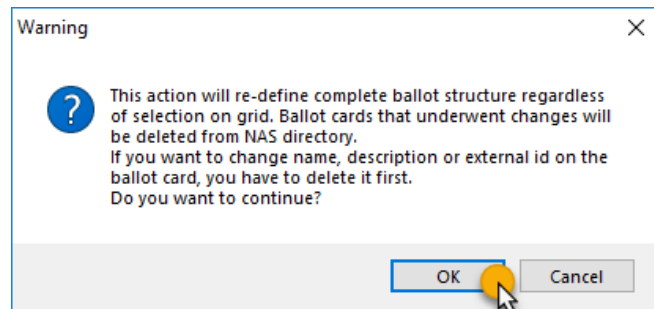 Warning
This action will re-define complete ballot structure regardless
of selection on grid. Ballot cards that underwent changes will
be deleted from NAS directory.
If you want to change name, description or external id on the
ballot card, you have to delete it first.
Do you want to continue?
OK
Cancel